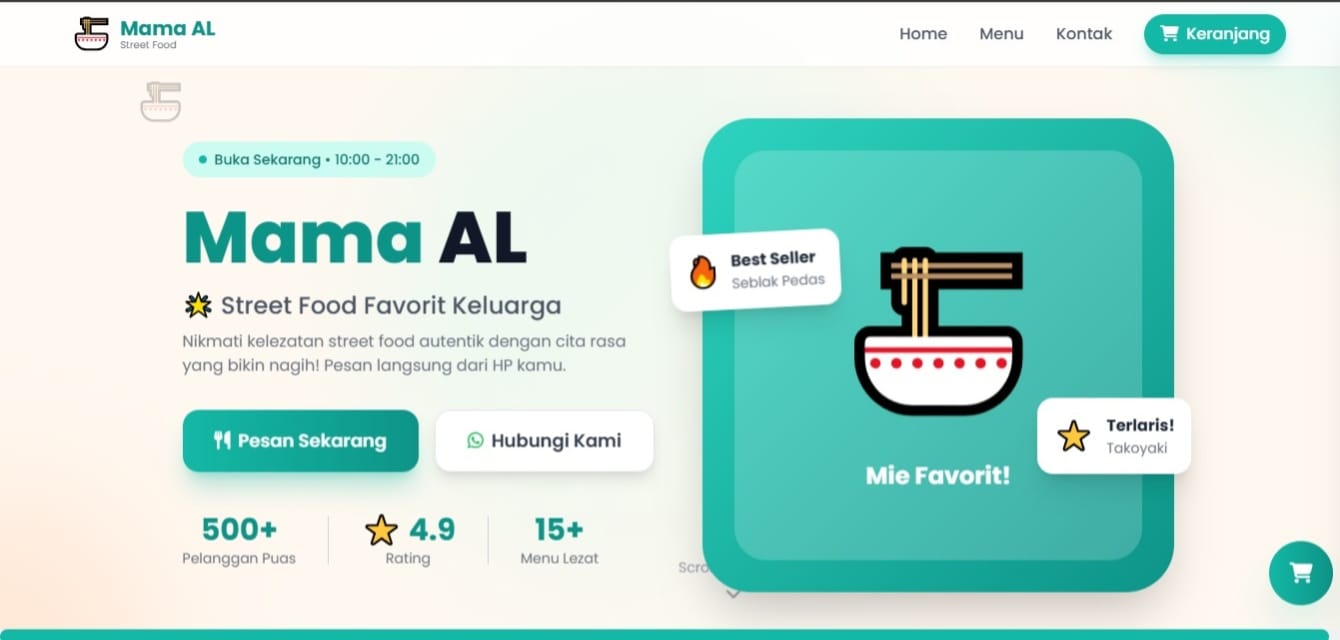 Mama AL
Street Food
Home
Menu
Kontak
Keranjang
Buka Sekarang • 10:00 - 21:00
Mama AL
Street Food Favorit Keluarga
Nikmati kelezatan street food autentik dengan cita rasa
yang bikin nagih! Pesan langsung dari HP kamu.
Pesan Sekarang
Hubungi Kami
500+
Pelanggan Puas
4.9
Rating
15+
Menu Lezat
Best Seller
Seblak Pedas
Terlaris!
Takoyaki
Mie Favorit!